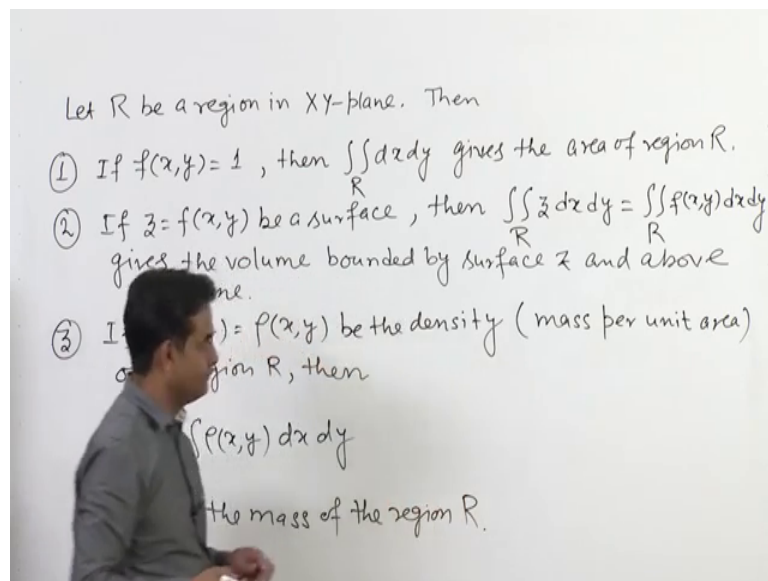 Let R be a region in XY-plane. Then
① If f(x,y)= 1 , then ∬ dxdy gives the area of region R.
R
② If z=f(x,y) be a surface , then ∬ z dxdy = ∬ f(x,y) dxdy
R R
gives the volume bounded by surface z and above
ne.
③ I )= ρ(x,y) be the density ( mass per unit area)
o gion R, then
∫ρ(x,y) dx dy
the mass of the region R.